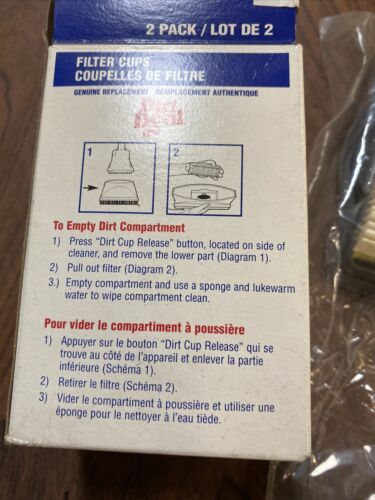 2 PACK / LOT DE 2
FILTER CUPS
COUPELLES DE FILTRE
GENUINE REPLACEMENT REMPLACEMENT AUTHENTIQUE
Dirt
Devil
1
2
To Empty Dirt Compartment
1) Press "Dirt Cup Release" button, located on side of
cleaner, and remove the lower part (Diagram 1).
2) Pull out filter (Diagram 2).
3.) Empty compartment and use a sponge and lukewarm
water to wipe compartment clean.
Pour vider le compartiment à poussière
1) Appuyer sur le bouton "Dirt Cup Release" qui se
trouve au côté de l'appareil et enlever la partie
inférieure (Schéma 1).
2) Retirer le filtre (Schéma 2).
3) Vider le compartiment à poussière et utiliser une
éponge pour le nettoyer à l'eau tiède.